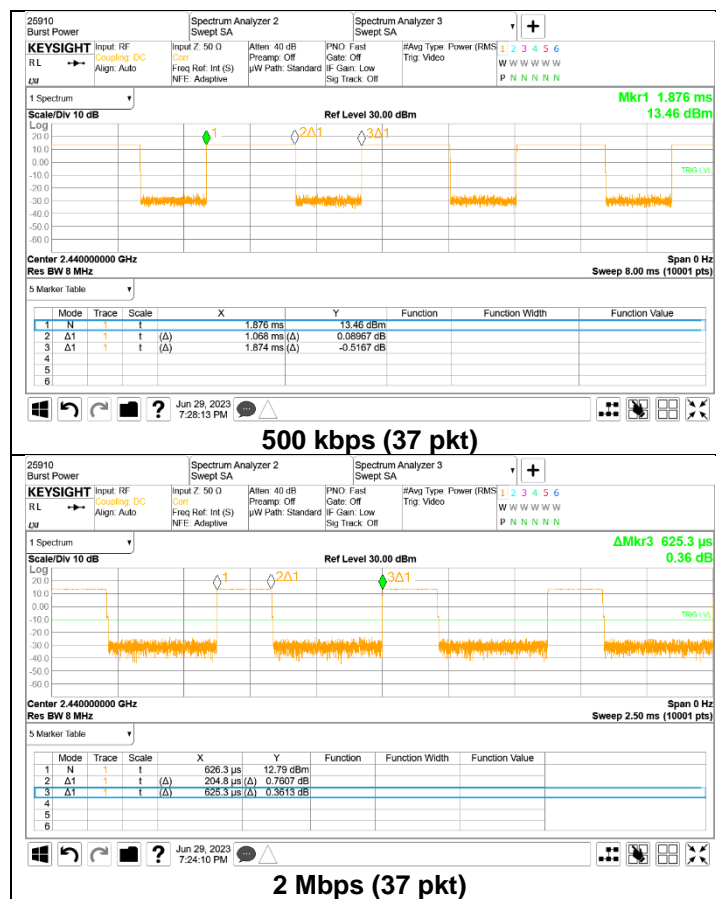 25910
Burst Power
Spectrum Analyzer 2
Swept SA
Spectrum Analyzer 3
Swept SA
KEYSIGHT
RL
LXI
Input: RF
Coupling: DC
Align: Auto
Input Z: 50 Ω
Corr
Freq Ref: Int (S)
NFE: Adaptive
Atten: 40 dB
Preamp: Off
µW Path: Standard
PNO: Fast
Gate: Off
IF Gain: Low
Sig Track: Off
#Avg Type: Power (RMS
Trig: Video
1 2 3 4 5 6
W W W W W W
P N N N N N
1 Spectrum
Scale/Div 10 dB
Ref Level 30.00 dBm
Mkr1 1.876 ms
13.46 dBm
Log
20.0
10.0
0.00
-10.0
-20.0
-30.0
-40.0
-50.0
-60.0
1
2Δ1
3Δ1
TRIG LVL
Center 2.440000000 GHz
Res BW 8 MHz
Span 0 Hz
Sweep 8.00 ms (10001 pts)
5 Marker Table
Mode Trace Scale X Y Function Function Width Function Value
1 N 1 t 1.876 ms 13.46 dBm
2 Δ1 1 t (Δ) 1.068 ms (Δ) 0.08967 dB
3 Δ1 1 t (Δ) 1.874 ms (Δ) -0.5167 dB
4
5
6
?
Jun 29, 2023
7:28:13 PM
500 kbps (37 pkt)
25910
Burst Power
Spectrum Analyzer 2
Swept SA
Spectrum Analyzer 3
Swept SA
KEYSIGHT
RL
LXI
Input: RF
Coupling: DC
Align: Auto
Input Z: 50 Ω
Corr
Freq Ref: Int (S)
NFE: Adaptive
Atten: 40 dB
Preamp: Off
µW Path: Standard
PNO: Fast
Gate: Off
IF Gain: Low
Sig Track: Off
#Avg Type: Power (RMS
Trig: Video
1 2 3 4 5 6
W W W W W W
P N N N N N
1 Spectrum
Scale/Div 10 dB
Ref Level 30.00 dBm
ΔMkr3 625.3 µs
0.36 dB
Log
20.0
10.0
0.00
-10.0
-20.0
-30.0
-40.0
-50.0
-60.0
1
2Δ1
3Δ1
TRIG LVL
Center 2.440000000 GHz
Res BW 8 MHz
Span 0 Hz
Sweep 2.50 ms (10001 pts)
5 Marker Table
Mode Trace Scale X Y Function Function Width Function Value
1 N 1 t 626.3 µs 12.79 dBm
2 Δ1 1 t (Δ) 204.8 µs (Δ) 0.7607 dB
3 Δ1 1 t (Δ) 625.3 µs (Δ) 0.3613 dB
4
5
6
?
Jun 29, 2023
7:24:10 PM
2 Mbps (37 pkt)